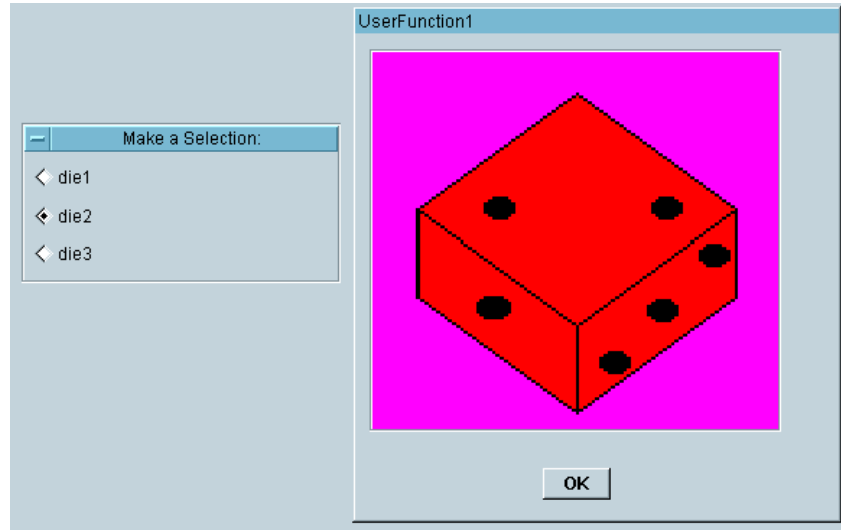 UserFunction1
Make a Selection:
die1
die2
die3
OK